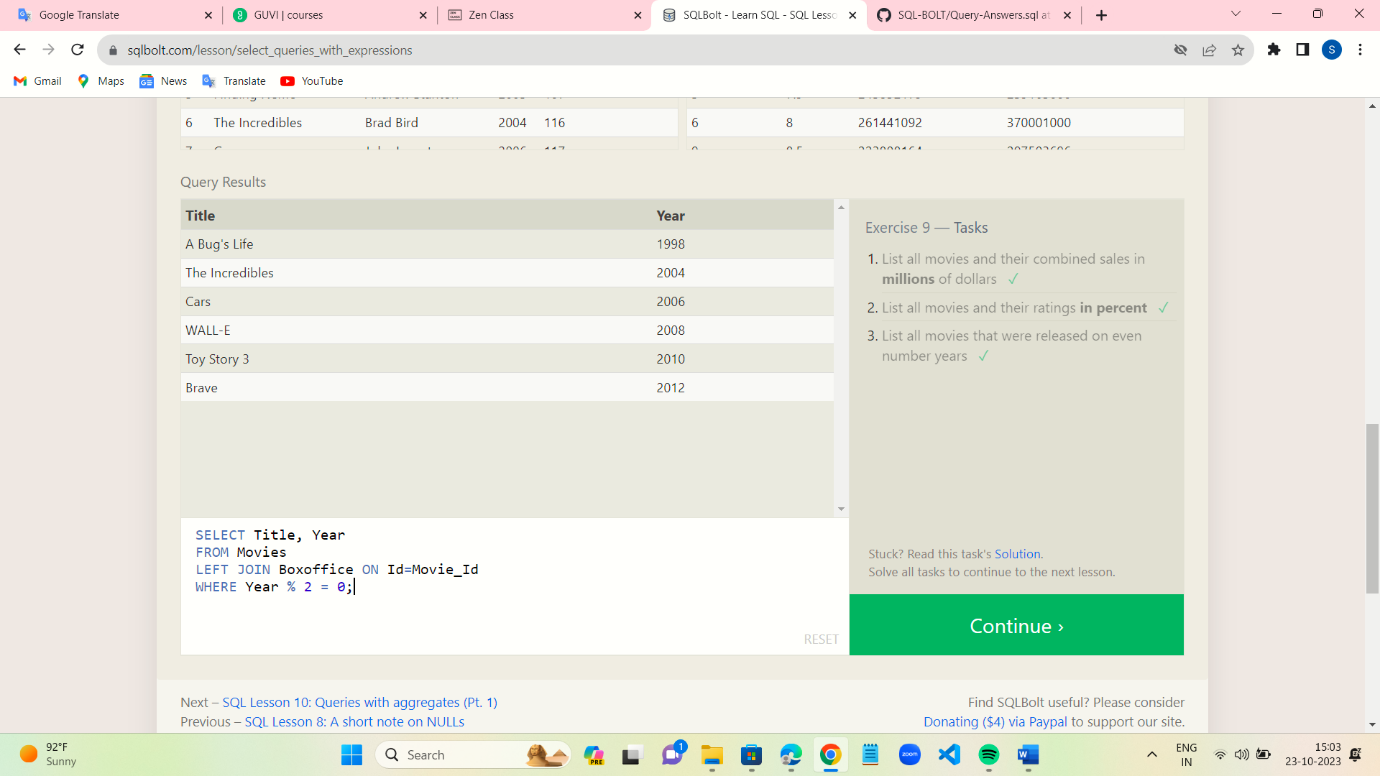 Google Translate
GUVI | courses
Zen Class
SQLBolt - Learn SQL - SQL Lesso
SQL-BOLT/Query-Answers.sql at
sqlbolt.com/lesson/select_queries_with_expressions
S
Gmail
Maps
News
Translate
YouTube
6 The Incredibles Brad Bird 2004 116
6 8 261441092 370001000
Query Results
Title Year
A Bug's Life 1998
The Incredibles 2004
Cars 2006
WALL-E 2008
Toy Story 3 2010
Brave 2012
Exercise 9 — Tasks
1. List all movies and their combined sales in
millions of dollars ✓
2. List all movies and their ratings in percent ✓
3. List all movies that were released on even
number years ✓
Stuck? Read this task's Solution.
Solve all tasks to continue to the next lesson.
Continue ›
SELECT Title, Year
FROM Movies
LEFT JOIN Boxoffice ON Id=Movie_Id
WHERE Year % 2 = 0;
RESET
Next – SQL Lesson 10: Queries with aggregates (Pt. 1)
Previous – SQL Lesson 8: A short note on NULLs
Find SQLBolt useful? Please consider
Donating ($4) via Paypal to support our site.
92°F
Sunny
Search
PRE
1
zoom
ENG
IN
15:03
23-10-2023